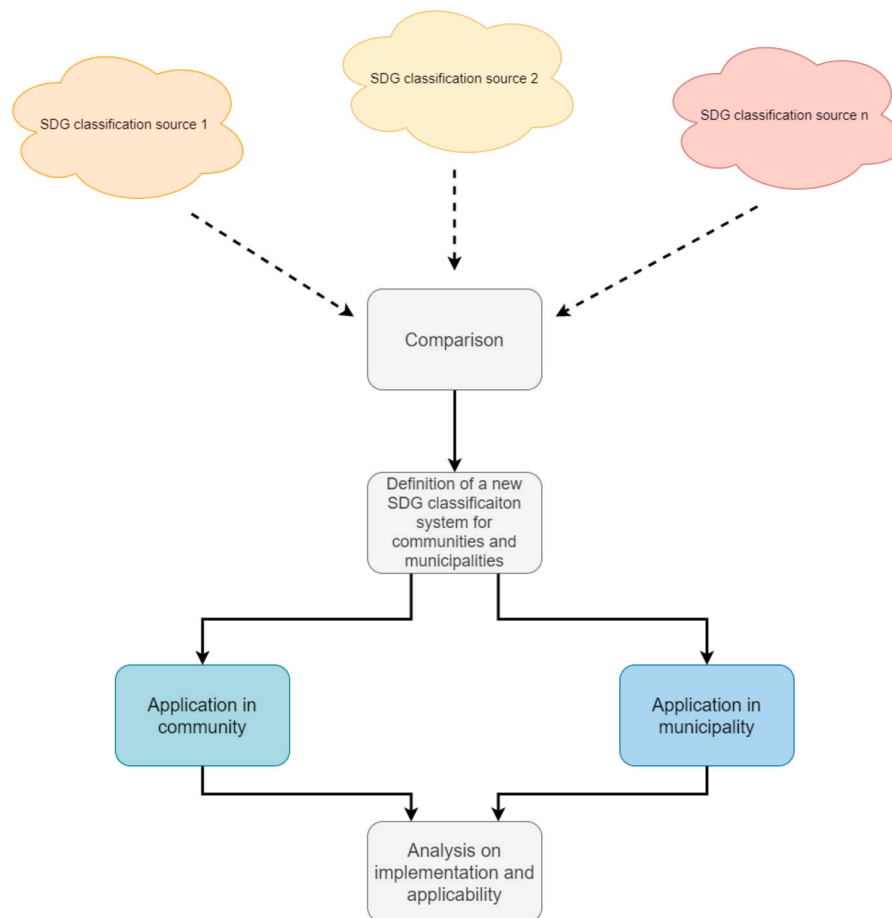 SDG classification source 1
SDG classification source 2
SDG classification source n
Comparison
Definition of a new
SDG classificaiton
system for
communities and
municipalities
Application in
community
Application in
municipality
Analysis on
implementation and
applicability